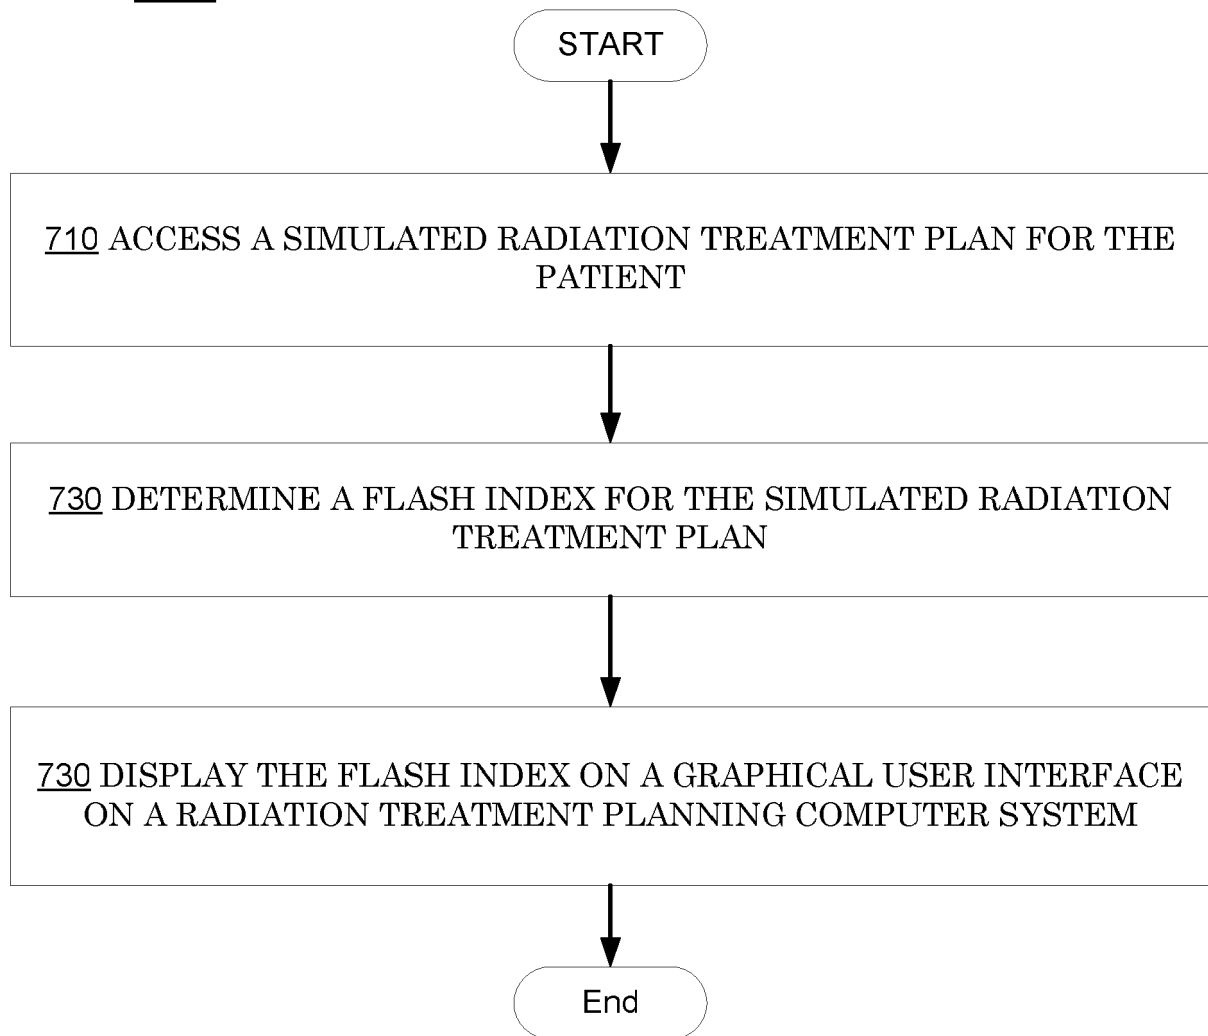 START
710 ACCESS A SIMULATED RADIATION TREATMENT PLAN FOR THE
PATIENT
730 DETERMINE A FLASH INDEX FOR THE SIMULATED RADIATION
TREATMENT PLAN
730 DISPLAY THE FLASH INDEX ON A GRAPHICAL USER INTERFACE
ON A RADIATION TREATMENT PLANNING COMPUTER SYSTEM
End